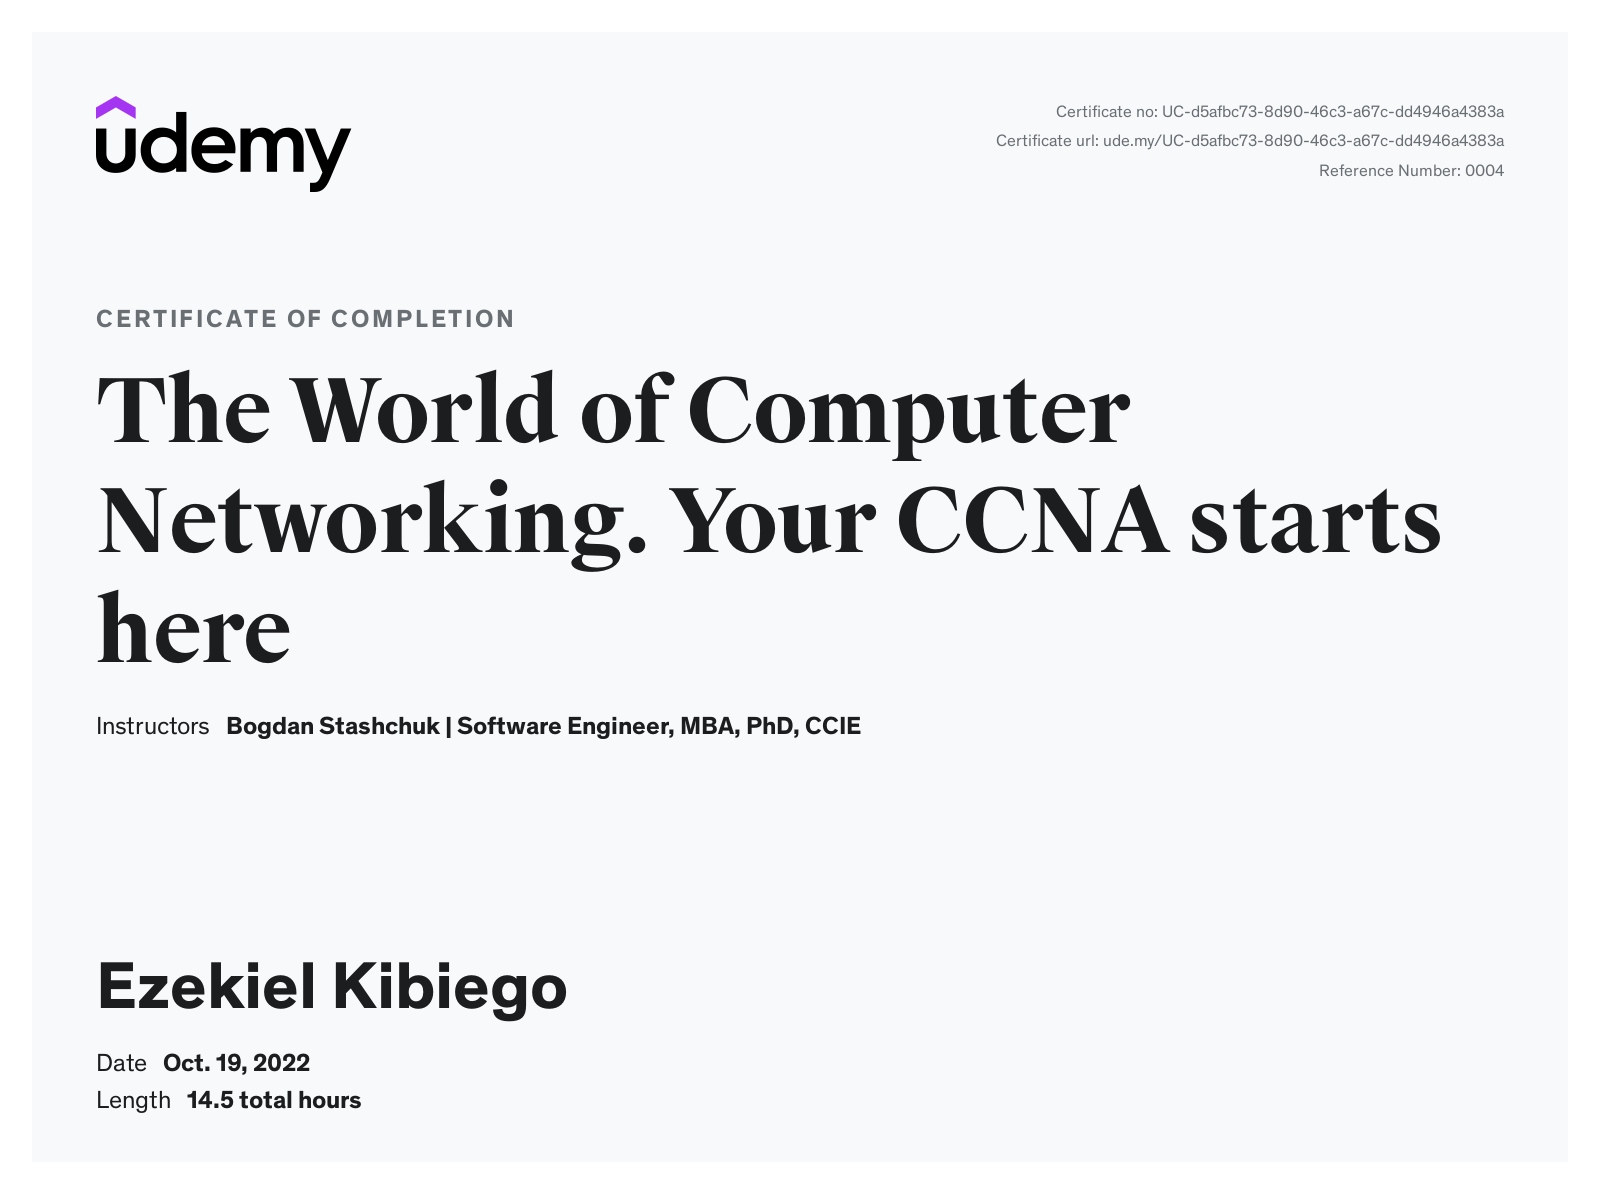 udemy
Certificate no: UC-d5afbc73-8d90-46c3-a67c-dd4946a4383a
Certificate url: ude.my/UC-d5afbc73-8d90-46c3-a67c-dd4946a4383a
Reference Number: 0004
CERTIFICATE OF COMPLETION
The World of Computer
Networking. Your CCNA starts
here
Instructors Bogdan Stashchuk | Software Engineer, MBA, PhD, CCIE
Ezekiel Kibiego
Date Oct. 19, 2022
Length 14.5 total hours